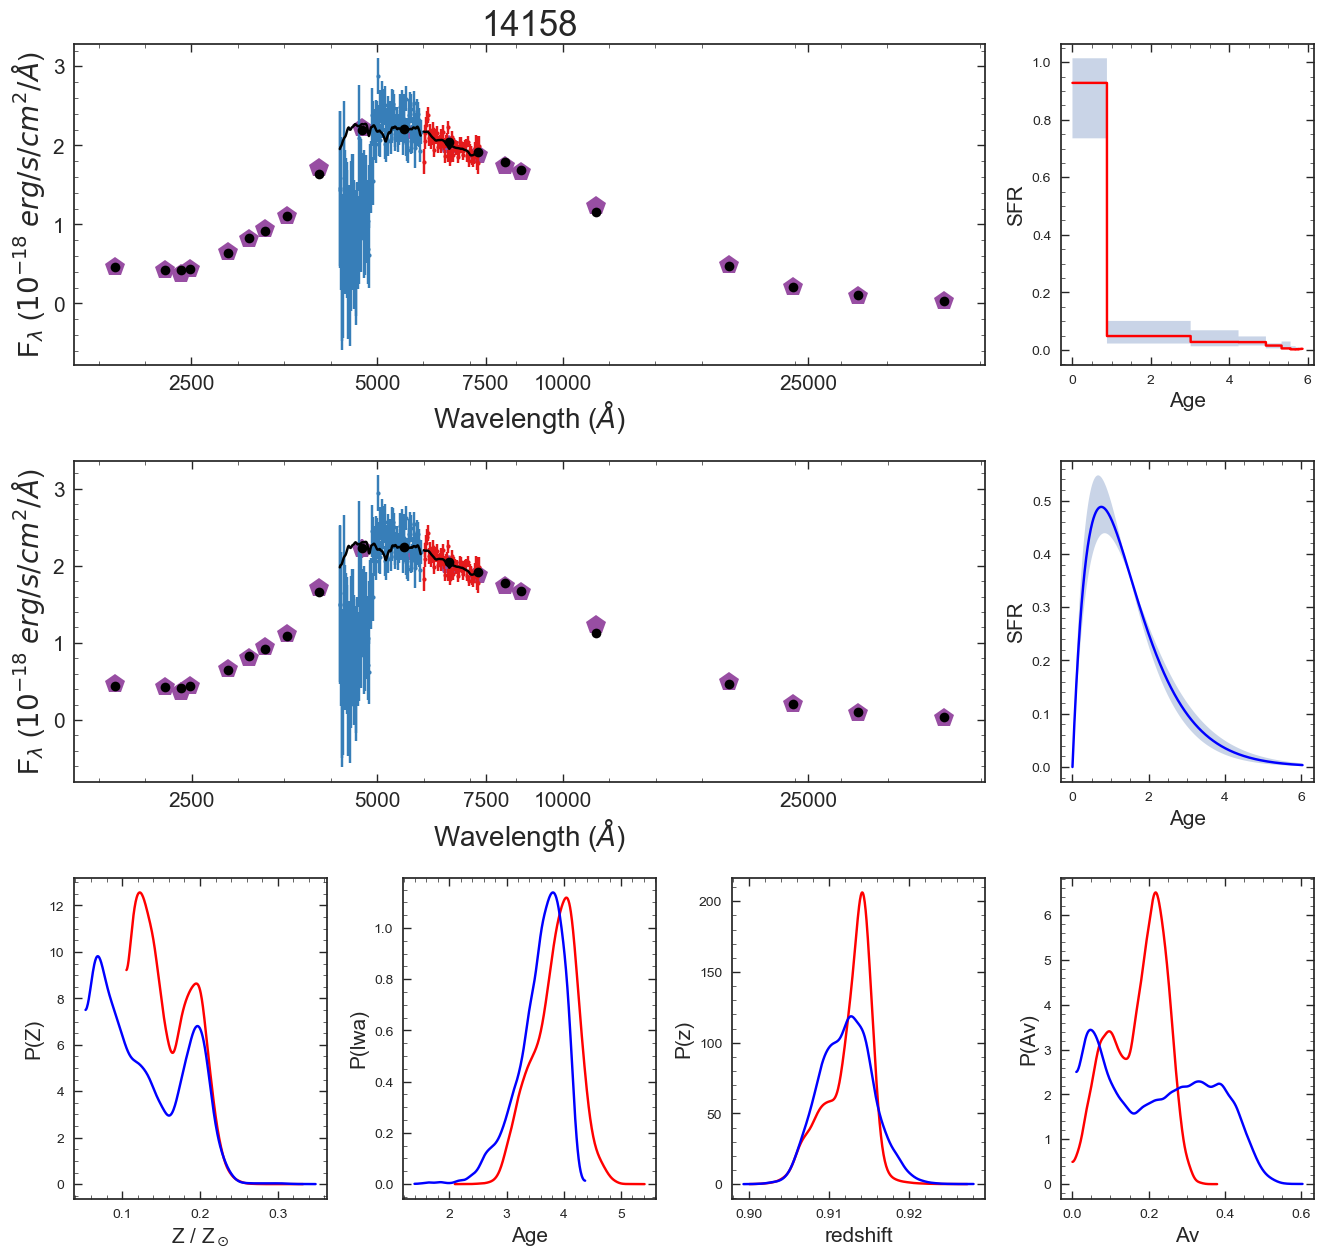 14158
3
2
1
0
F_λ (10^−18 erg/s/cm^2/Å)
2500 5000 7500 10000 25000
Wavelength (Å)
1.0
0.8
0.6
0.4
0.2
0.0
SFR
0 2 4 6
Age
3
2
1
0
F_λ (10^−18 erg/s/cm^2/Å)
2500 5000 7500 10000 25000
Wavelength (Å)
0.5
0.4
0.3
0.2
0.1
0.0
SFR
0 2 4 6
Age
12
10
8
6
4
2
0
P(Z)
0.1 0.2 0.3
Z / Z_⊙
1.0
0.8
0.6
0.4
0.2
0.0
P(lwa)
2 3 4 5
Age
200
150
100
50
0
P(z)
0.90 0.91 0.92
redshift
6
5
4
3
2
1
0
P(Av)
0.0 0.2 0.4 0.6
Av